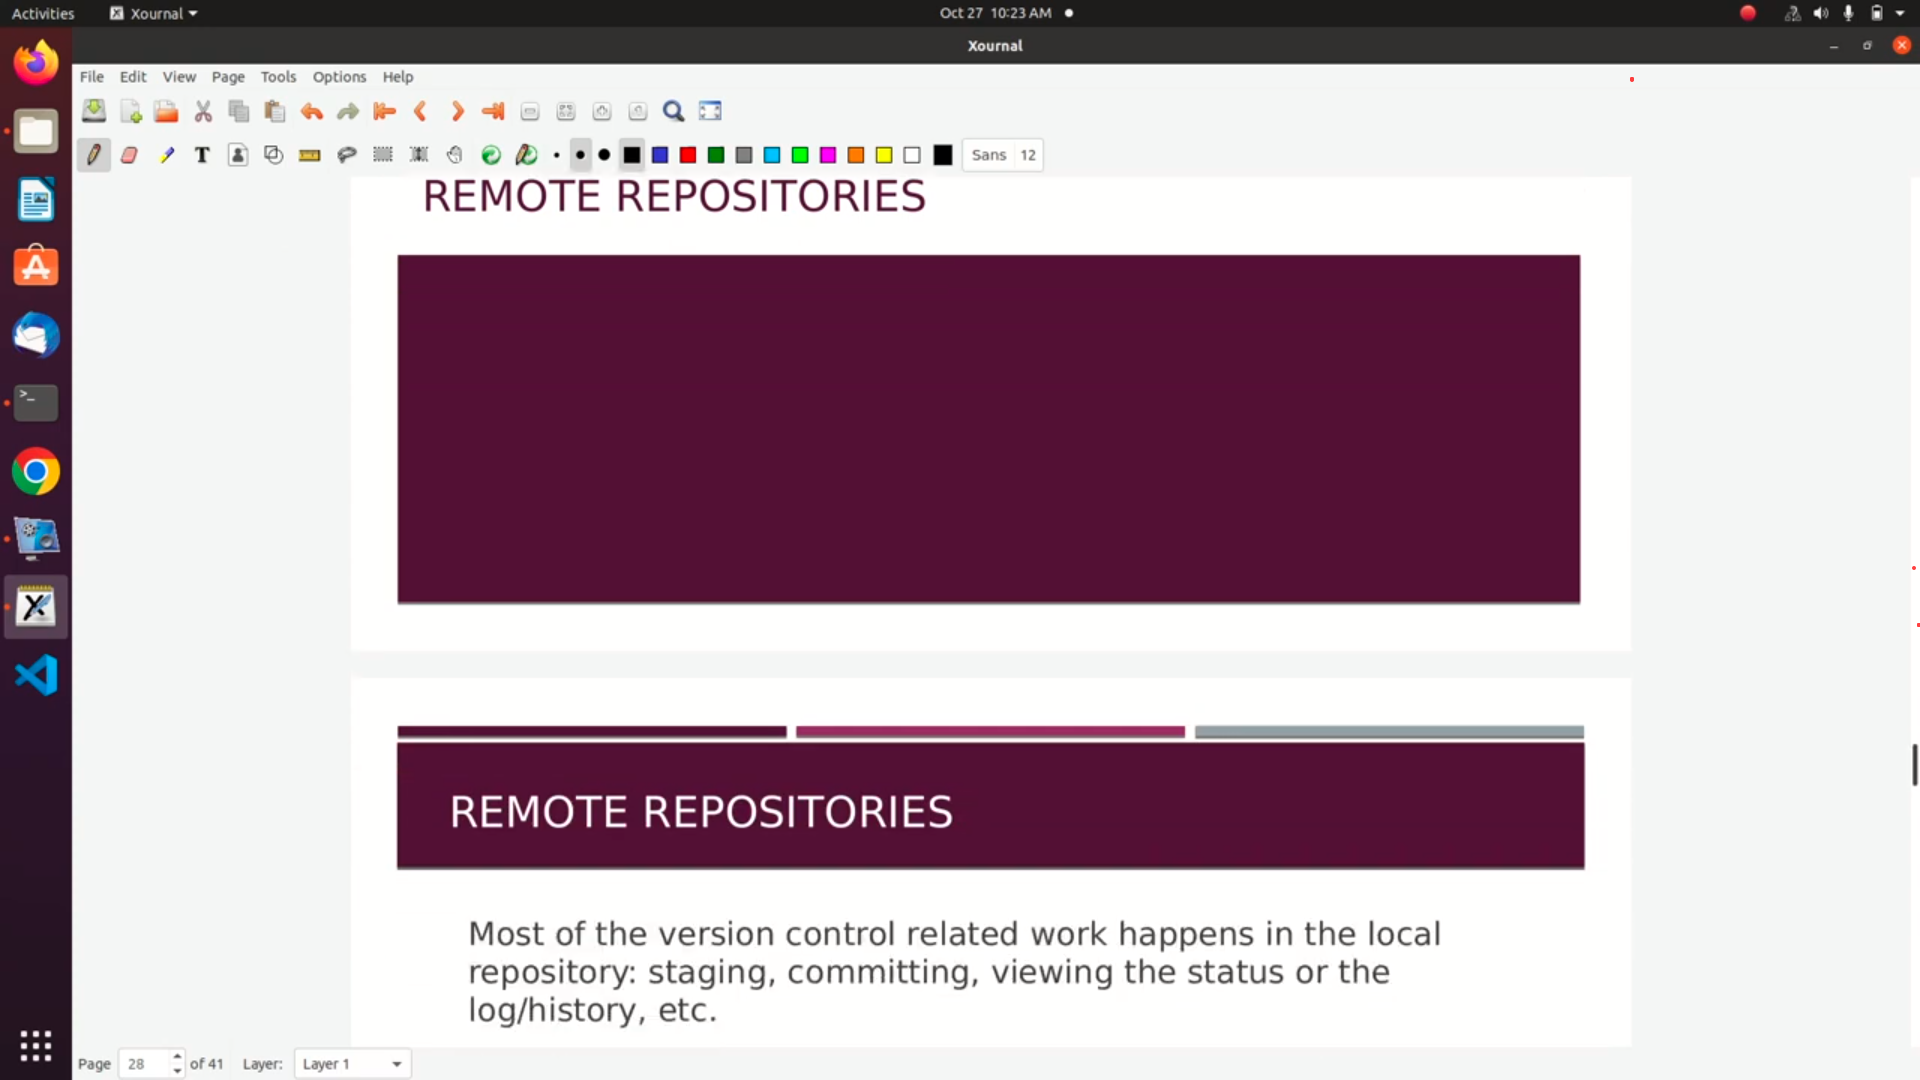 Activities Xournal Oct 27 10:23 AM
Xournal
File Edit View Page Tools Options Help
T Sans 12
REMOTE REPOSITORIES
REMOTE REPOSITORIES
Most of the version control related work happens in the local
repository: staging, committing, viewing the status or the
log/history, etc.
Page 28 of 41 Layer: Layer 1